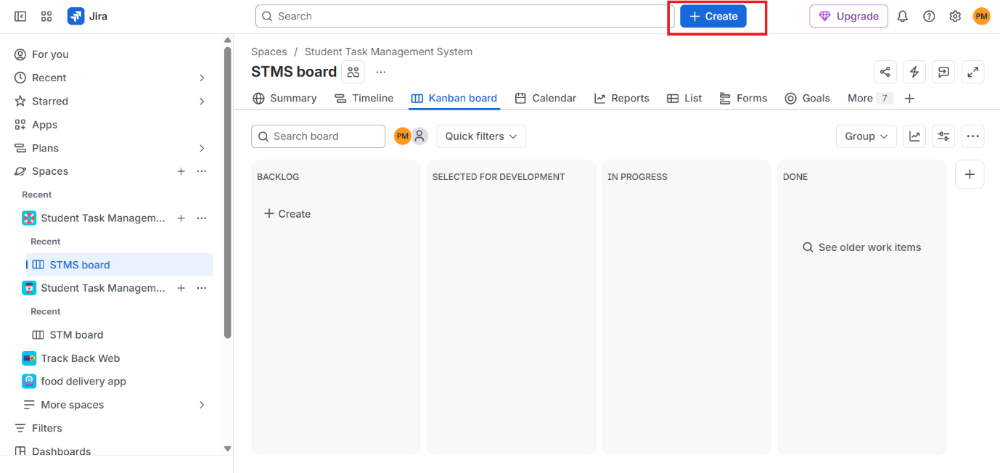 Jira
Search
Create
Upgrade
PM
For you
Recent
Starred
Apps
Plans
Spaces
Recent
Student Task Managem...
Recent
STMS board
Student Task Managem...
Recent
STM board
Track Back Web
food delivery app
More spaces
Filters
Dashboards
Spaces / Student Task Management System
STMS board
Summary Timeline Kanban board Calendar Reports List Forms Goals More 7
Search board PM Quick filters Group
BACKLOG SELECTED FOR DEVELOPMENT IN PROGRESS DONE
Create
See older work items